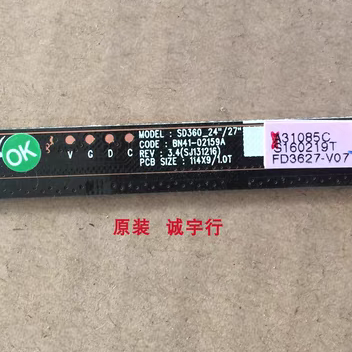 OK
V G D C
MODEL : SD360_24"/27"
CODE : BN41-02159A
REV : 3.4(SJ131216)
PCB SIZE : 114X9/1.0T
A31085C
S160219T
FD3627-V07
原装 诚宇行